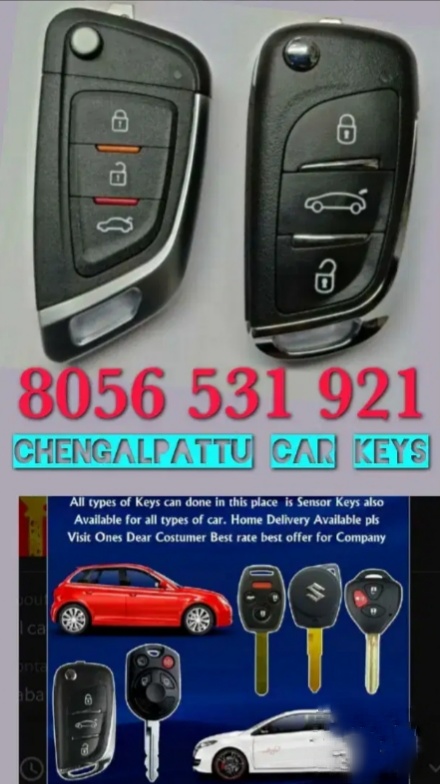 8056 531 921
CHENGALPATTU CAR KEYS
All types of Keys can done in this place is Sensor Keys also
Available for all types of car. Home Delivery Available pls
Visit Ones Dear Costumer Best rate best offer for Company